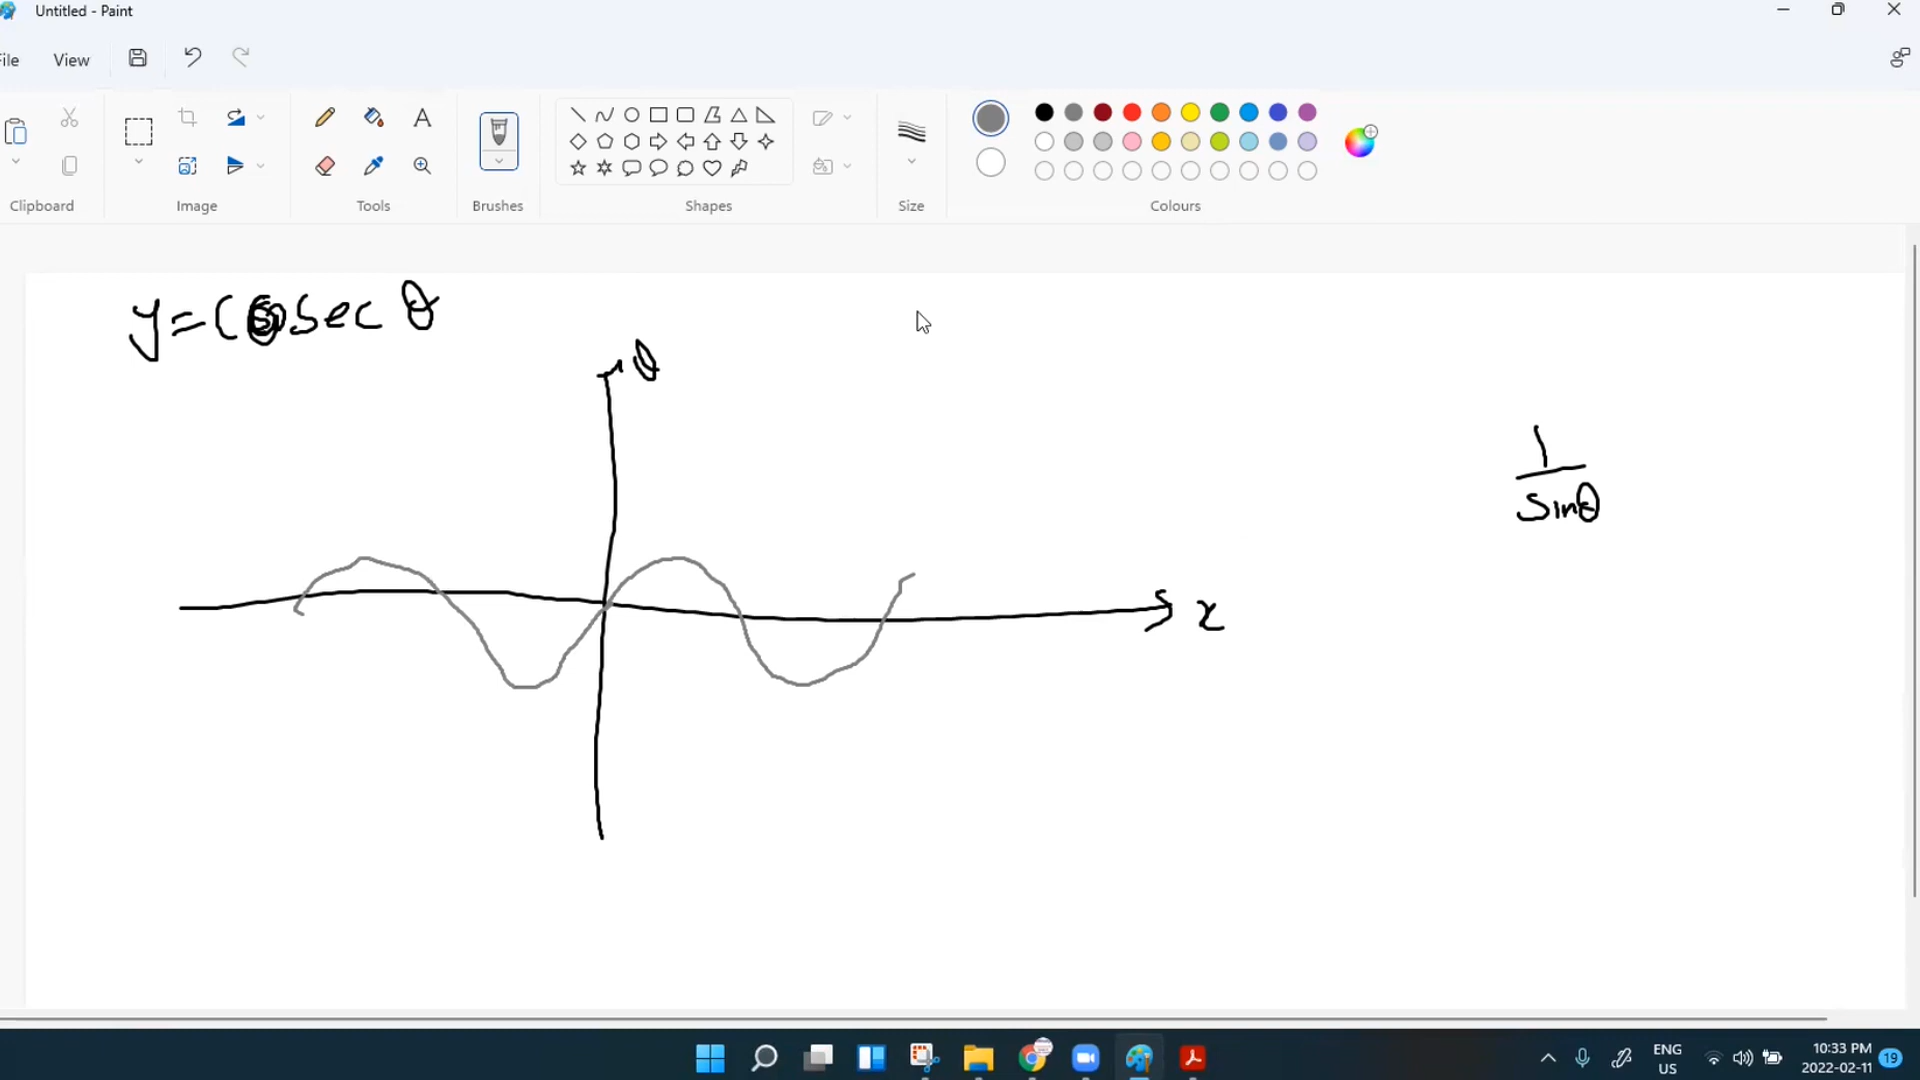 Untitled - Paint
File View
Clipboard
Image
Tools
Brushes
Shapes
Size
Colours
y = cosec θ
θ
1
sinθ
x
ENG
US
10:33 PM
2022-02-11
19